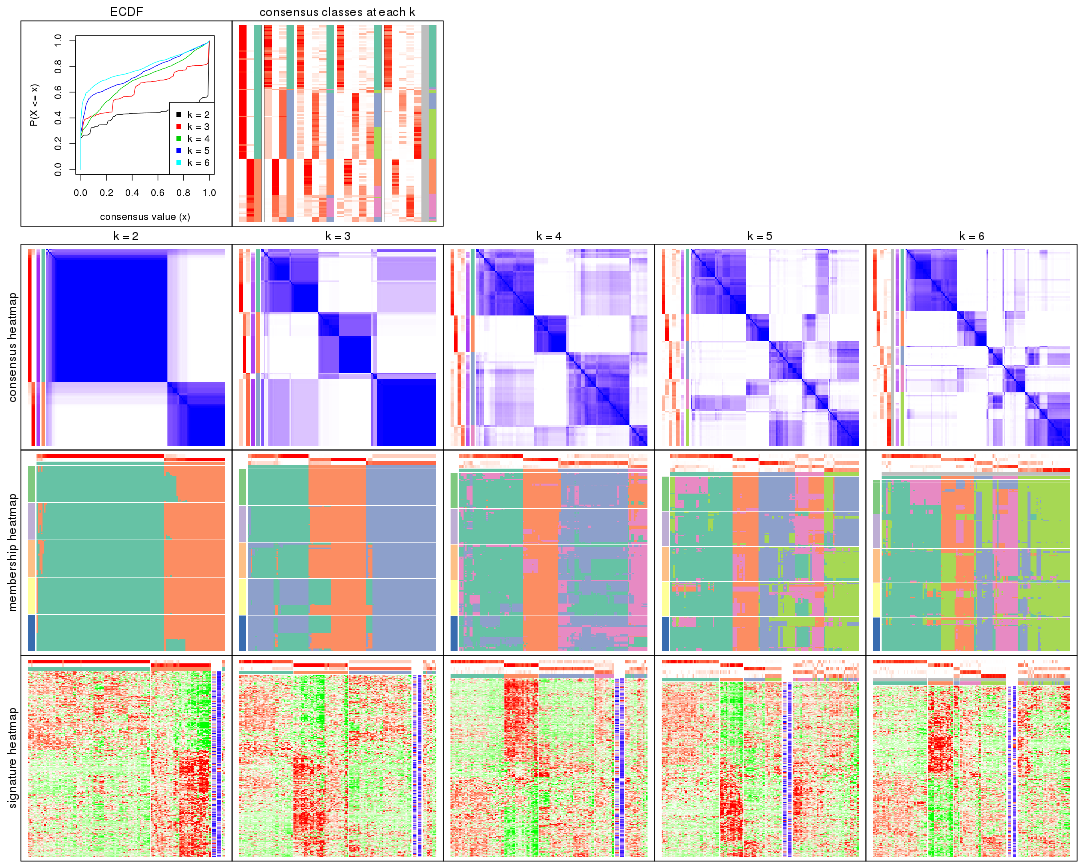 ECDF
consensus classes at each k
P(X <= x)
1.0
0.8
0.6
0.4
0.2
0.0
k = 2
k = 3
k = 4
k = 5
k = 6
0.0 0.2 0.4 0.6 0.8 1.0
consensus value (x)
k = 2
k = 3
k = 4
k = 5
k = 6
consensus heatmap
membership heatmap
signature heatmap